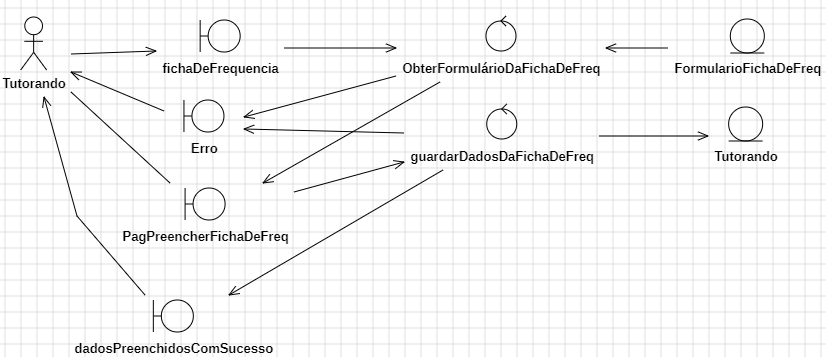 fichaDeFrequencia
ObterFormulárioDaFichaDeFreq
FormularioFichaDeFreq
Tutorando
Erro
guardarDadosDaFichaDeFreq
Tutorando
PagPreencherFichaDeFreq
dadosPreenchidosComSucesso